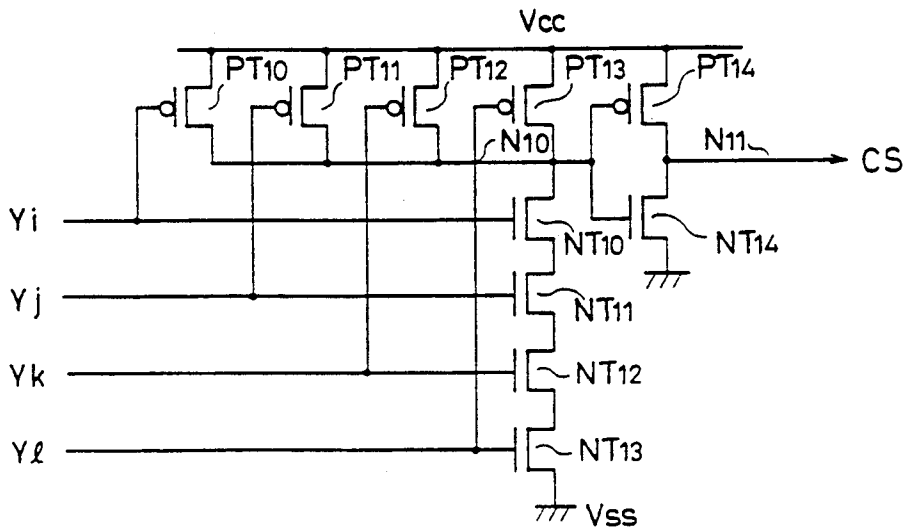 Vcc
PT10
PT11
PT12
PT13
PT14
N10
N11
CS
Yi
NT10
NT14
Yj
NT11
Yk
NT12
Yℓ
NT13
Vss